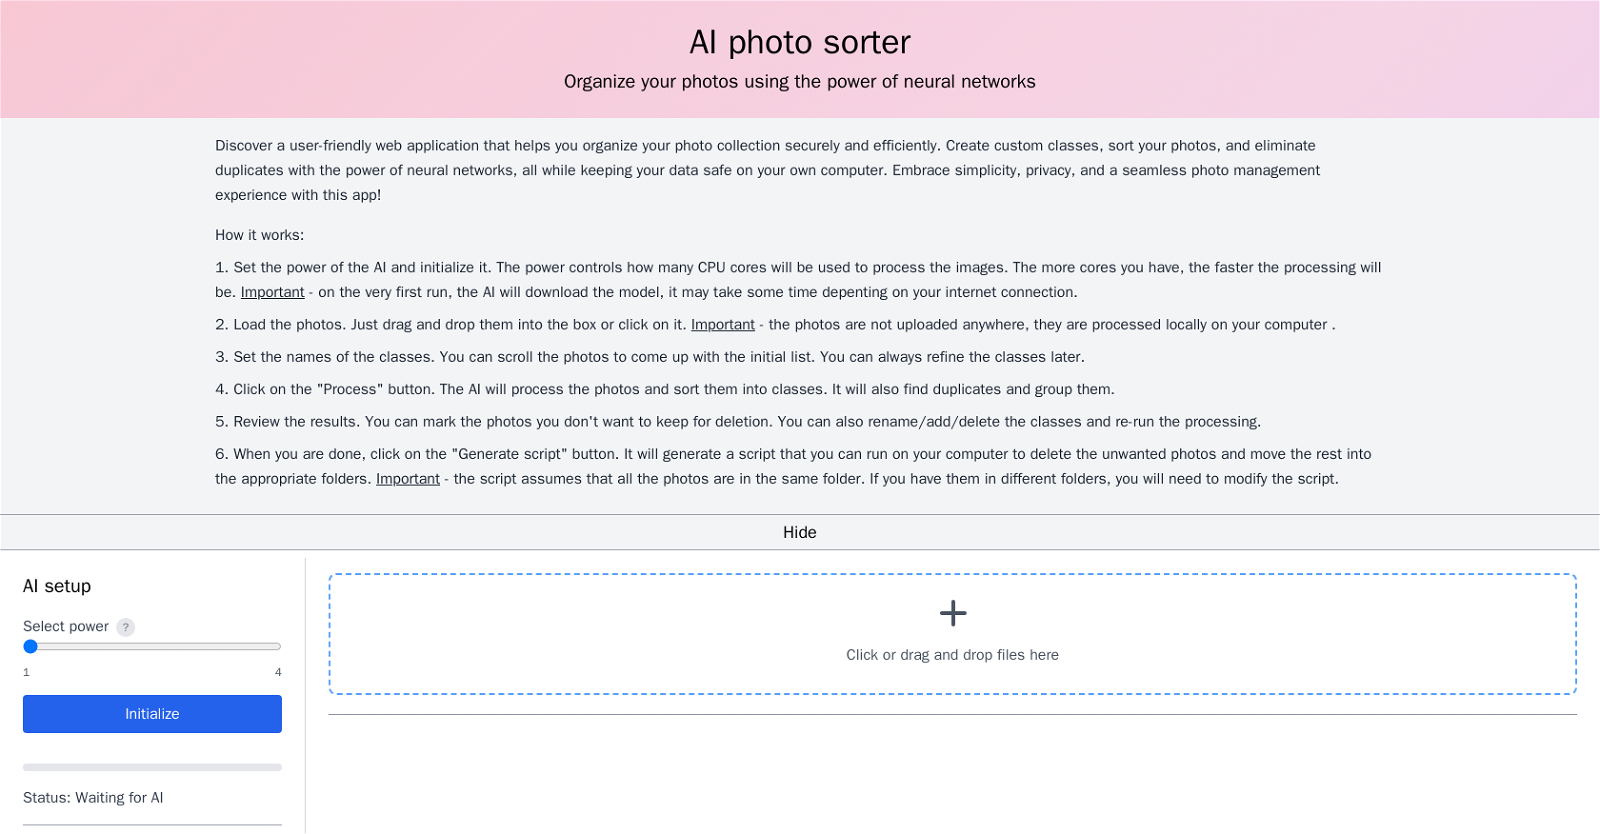 AI photo sorter
Organize your photos using the power of neural networks
Discover a user-friendly web application that helps you organize your photo collection securely and efficiently. Create custom classes, sort your photos, and eliminate
duplicates with the power of neural networks, all while keeping your data safe on your own computer. Embrace simplicity, privacy, and a seamless photo management
experience with this app!
How it works:
1. Set the power of the AI and initialize it. The power controls how many CPU cores will be used to process the images. The more cores you have, the faster the processing will
be. Important - on the very first run, the AI will download the model, it may take some time depenting on your internet connection.
2. Load the photos. Just drag and drop them into the box or click on it. Important - the photos are not uploaded anywhere, they are processed locally on your computer .
3. Set the names of the classes. You can scroll the photos to come up with the initial list. You can always refine the classes later.
4. Click on the "Process" button. The AI will process the photos and sort them into classes. It will also find duplicates and group them.
5. Review the results. You can mark the photos you don't want to keep for deletion. You can also rename/add/delete the classes and re-run the processing.
6. When you are done, click on the "Generate script" button. It will generate a script that you can run on your computer to delete the unwanted photos and move the rest into
the appropriate folders. Important - the script assumes that all the photos are in the same folder. If you have them in different folders, you will need to modify the script.
Hide
AI setup
Select power ?
1 4
Initialize
Status: Waiting for AI
Click or drag and drop files here